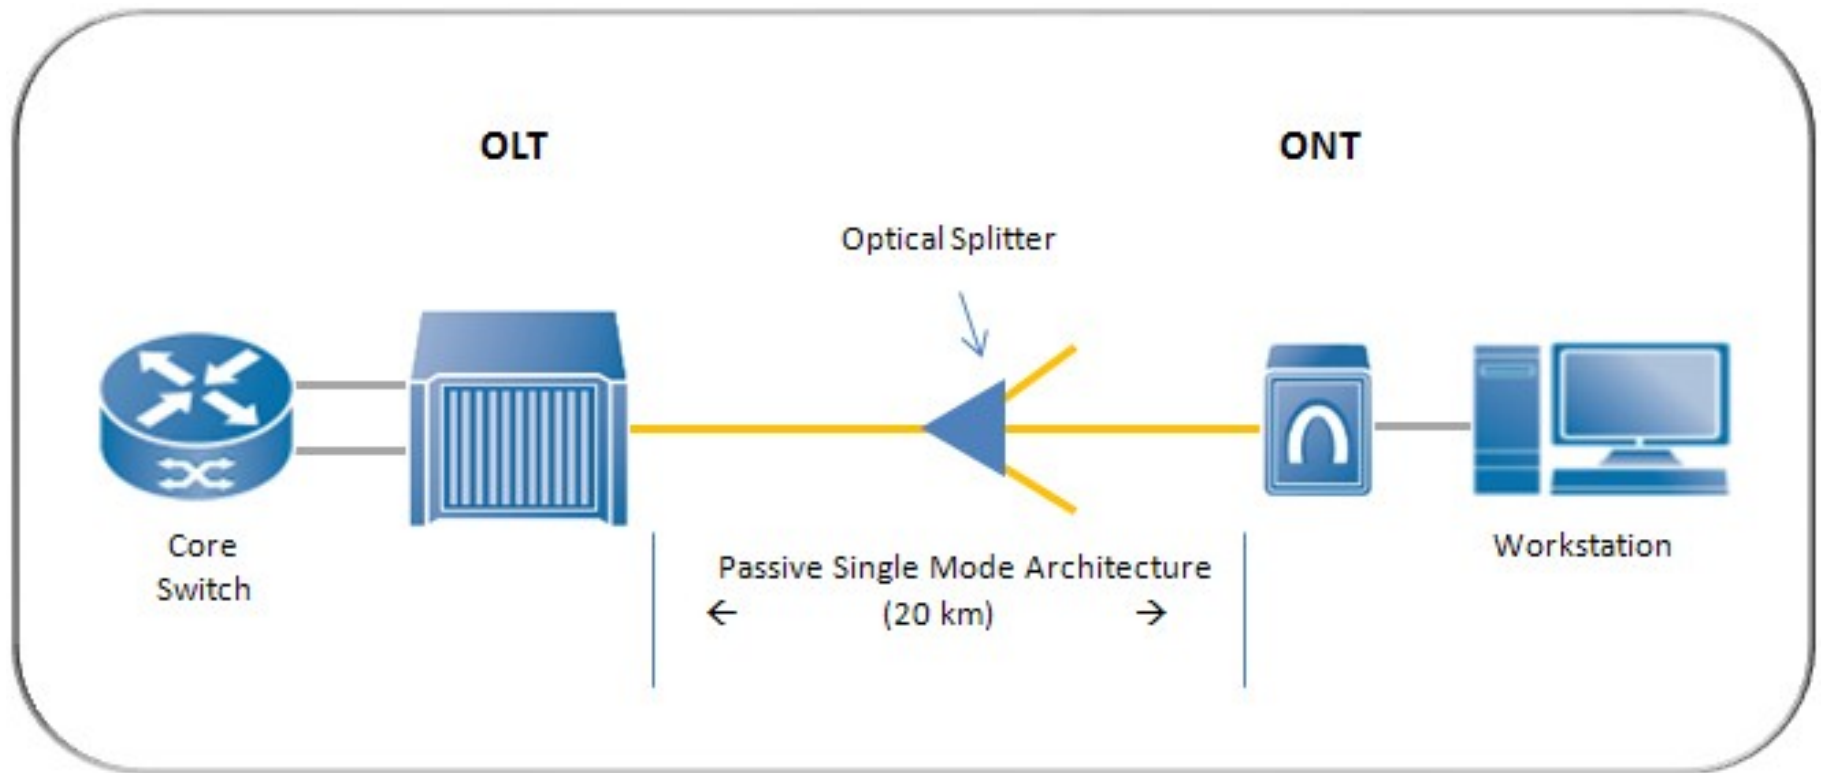 OLT
ONT
Optical Splitter
Core
Switch
Passive Single Mode Architecture
← (20 km) →
Workstation